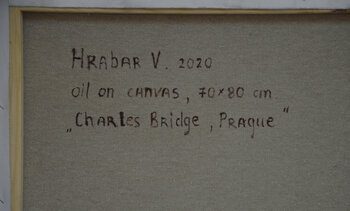 HRABAR V. 2020
oil on CANVAS, 70×80 cm.
„Charles Bridge, Prague"